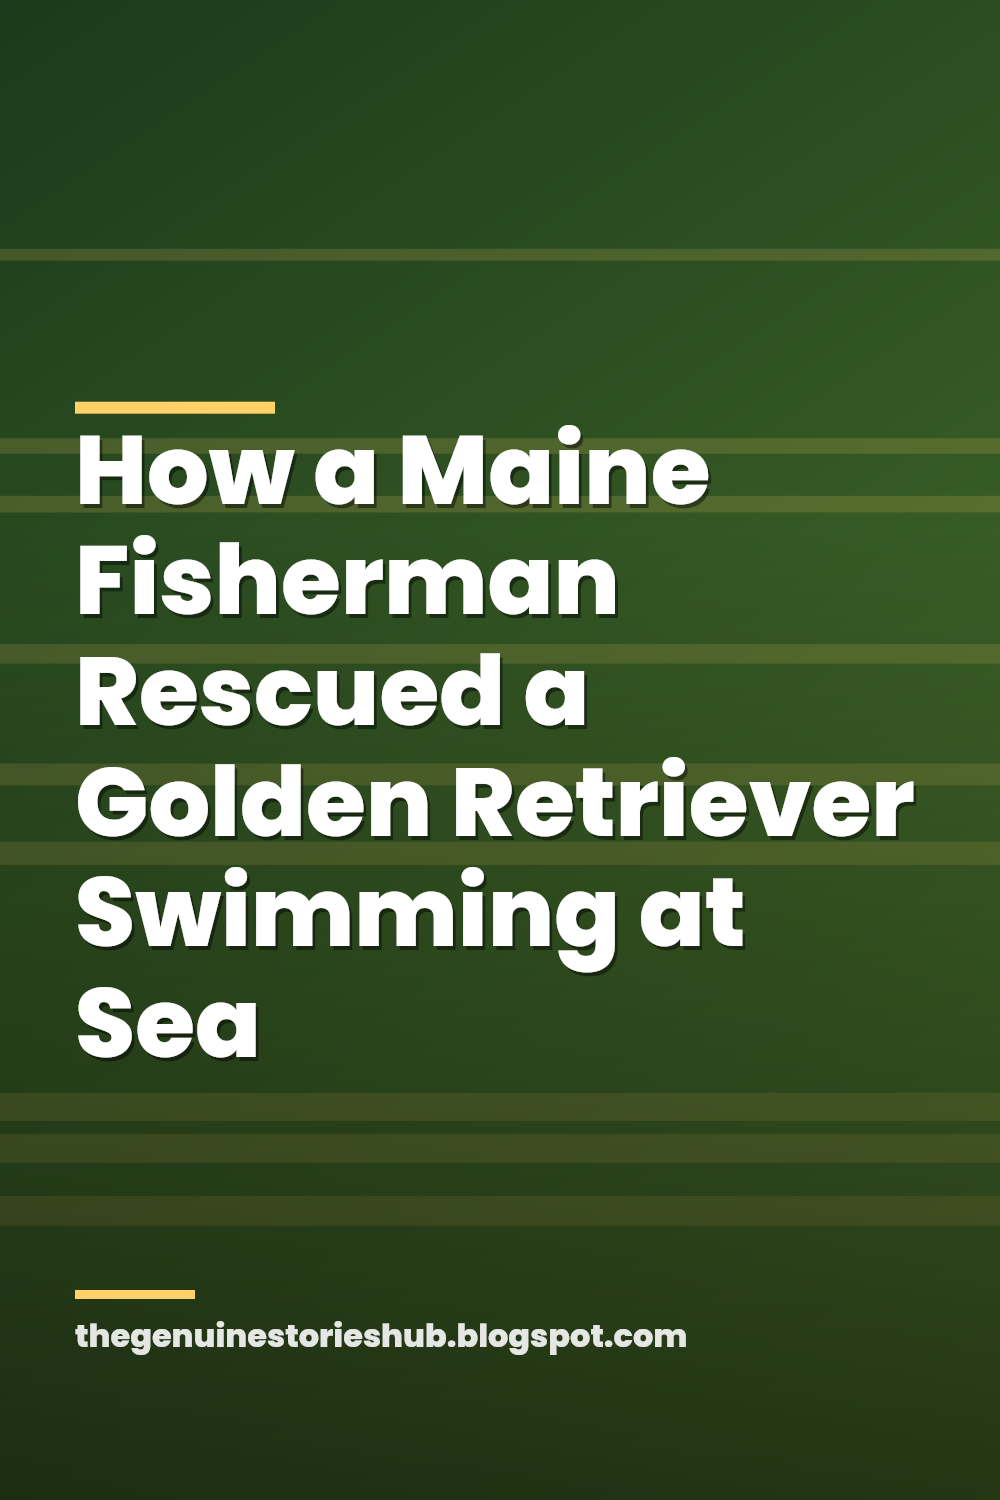 How a Maine
Fisherman
Rescued a
Golden Retriever
Swimming at
Sea
thegenuinestorieshub.blogspot.com